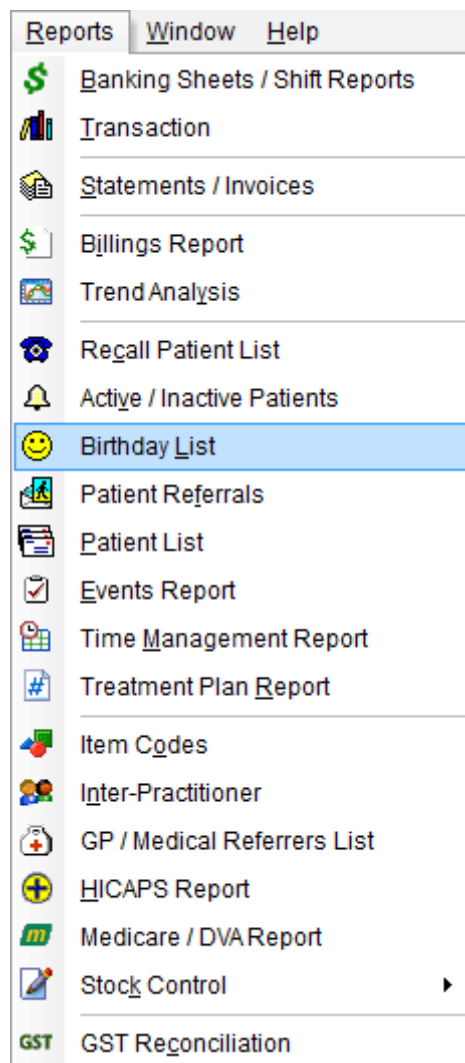 Reports Window Help
Banking Sheets / Shift Reports
Transaction
Statements / Invoices
$ Billings Report
Trend Analysis
Recall Patient List
Active / Inactive Patients
Birthday List
Patient Referrals
Patient List
Events Report
Time Management Report
# Treatment Plan Report
Item Codes
Inter-Practitioner
GP / Medical Referrers List
HICAPS Report
m Medicare / DVA Report
Stock Control
GST GST Reconciliation